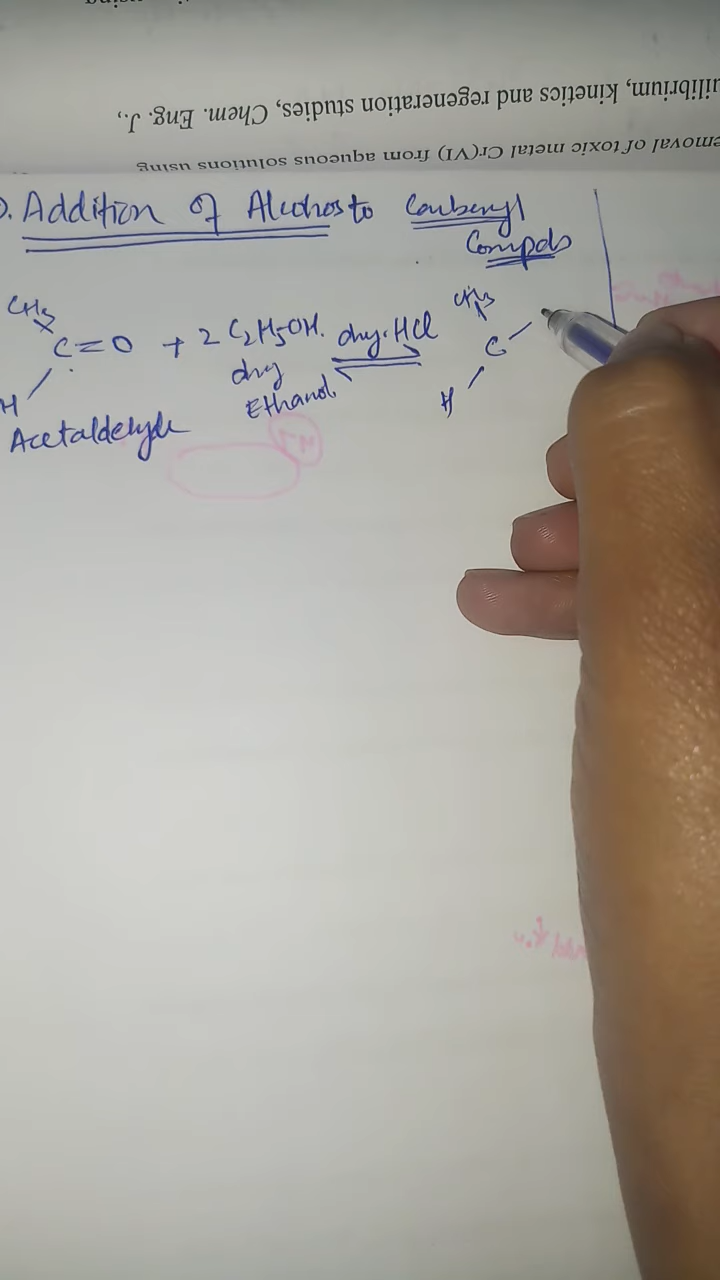 uilibrium, kinetics and regeneration studies, Chem. Eng. J.,
emoval of toxic metal Cr(VI) from aqueous solutions using
). Addition of Alcohos to Carbonyl
Compds
CH3
C=O + 2 C2H5OH. dry.HCl
dry
Ethanol.
H
Acetaldehyde
CH3
C
H